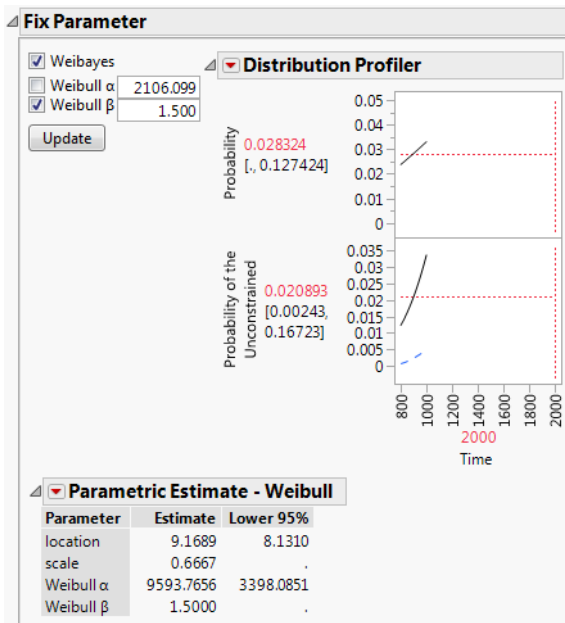 Fix Parameter
Weibayes
Weibull α 2106.099
Weibull β 1.500
Update
Distribution Profiler
Probability
0.028324
[., 0.127424]
0.05
0.04
0.03
0.02
0.01
0
Probability of the
Unconstrained
0.020893
[0.00243,
0.16723]
0.035
0.03
0.025
0.02
0.015
0.01
0.005
0
800
1000
1200
1400
1600
1800
2000
2000
Time
Parametric Estimate - Weibull
Parameter Estimate Lower 95%
location 9.1689 8.1310
scale 0.6667 .
Weibull α 9593.7656 3398.0851
Weibull β 1.5000 .